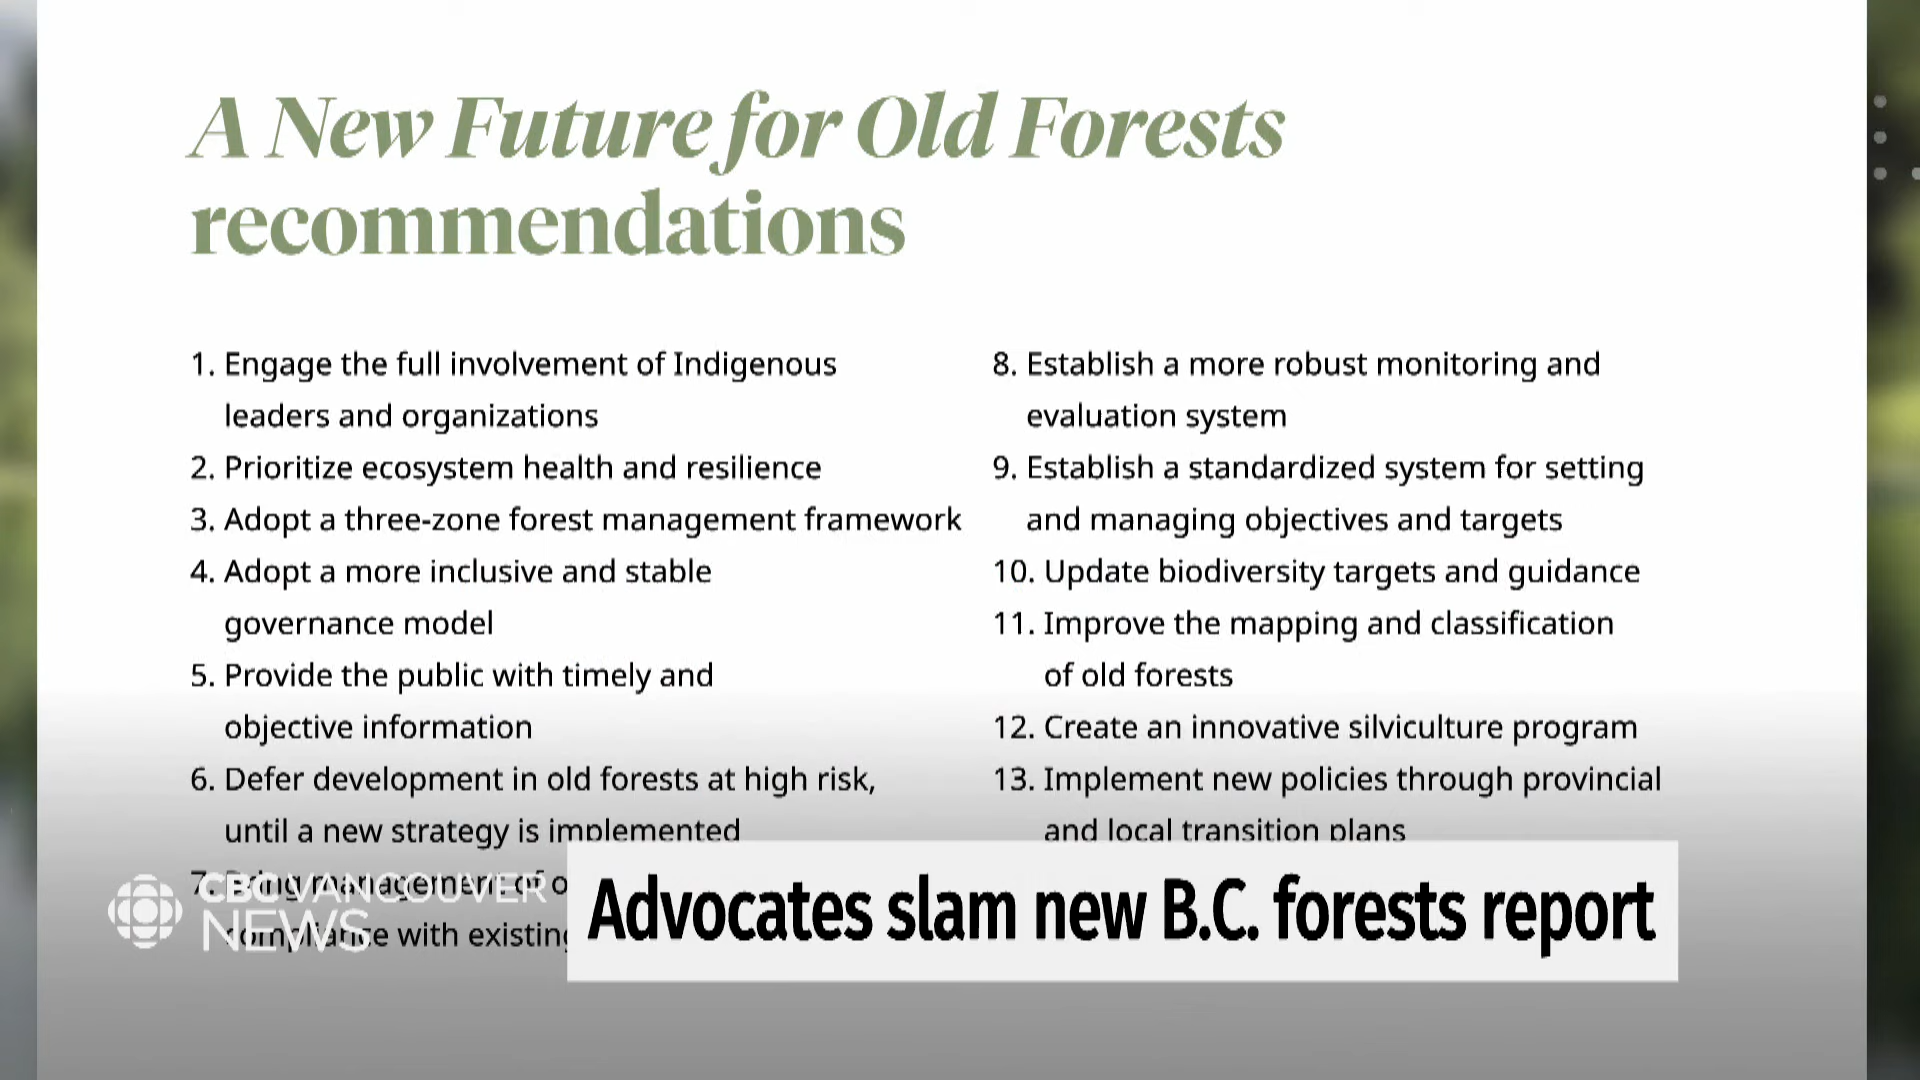 A New Future for Old Forests
recommendations
1. Engage the full involvement of Indigenous
leaders and organizations
2. Prioritize ecosystem health and resilience
3. Adopt a three-zone forest management framework
4. Adopt a more inclusive and stable
governance model
5. Provide the public with timely and
objective information
6. Defer development in old forests at high risk,
until a new strategy is implemented
7. Bring management of
compliance with existing
8. Establish a more robust monitoring and
evaluation system
9. Establish a standardized system for setting
and managing objectives and targets
10. Update biodiversity targets and guidance
11. Improve the mapping and classification
of old forests
12. Create an innovative silviculture program
13. Implement new policies through provincial
and local transition plans
CBC VANCOUVER
NEWS
Advocates slam new B.C. forests report